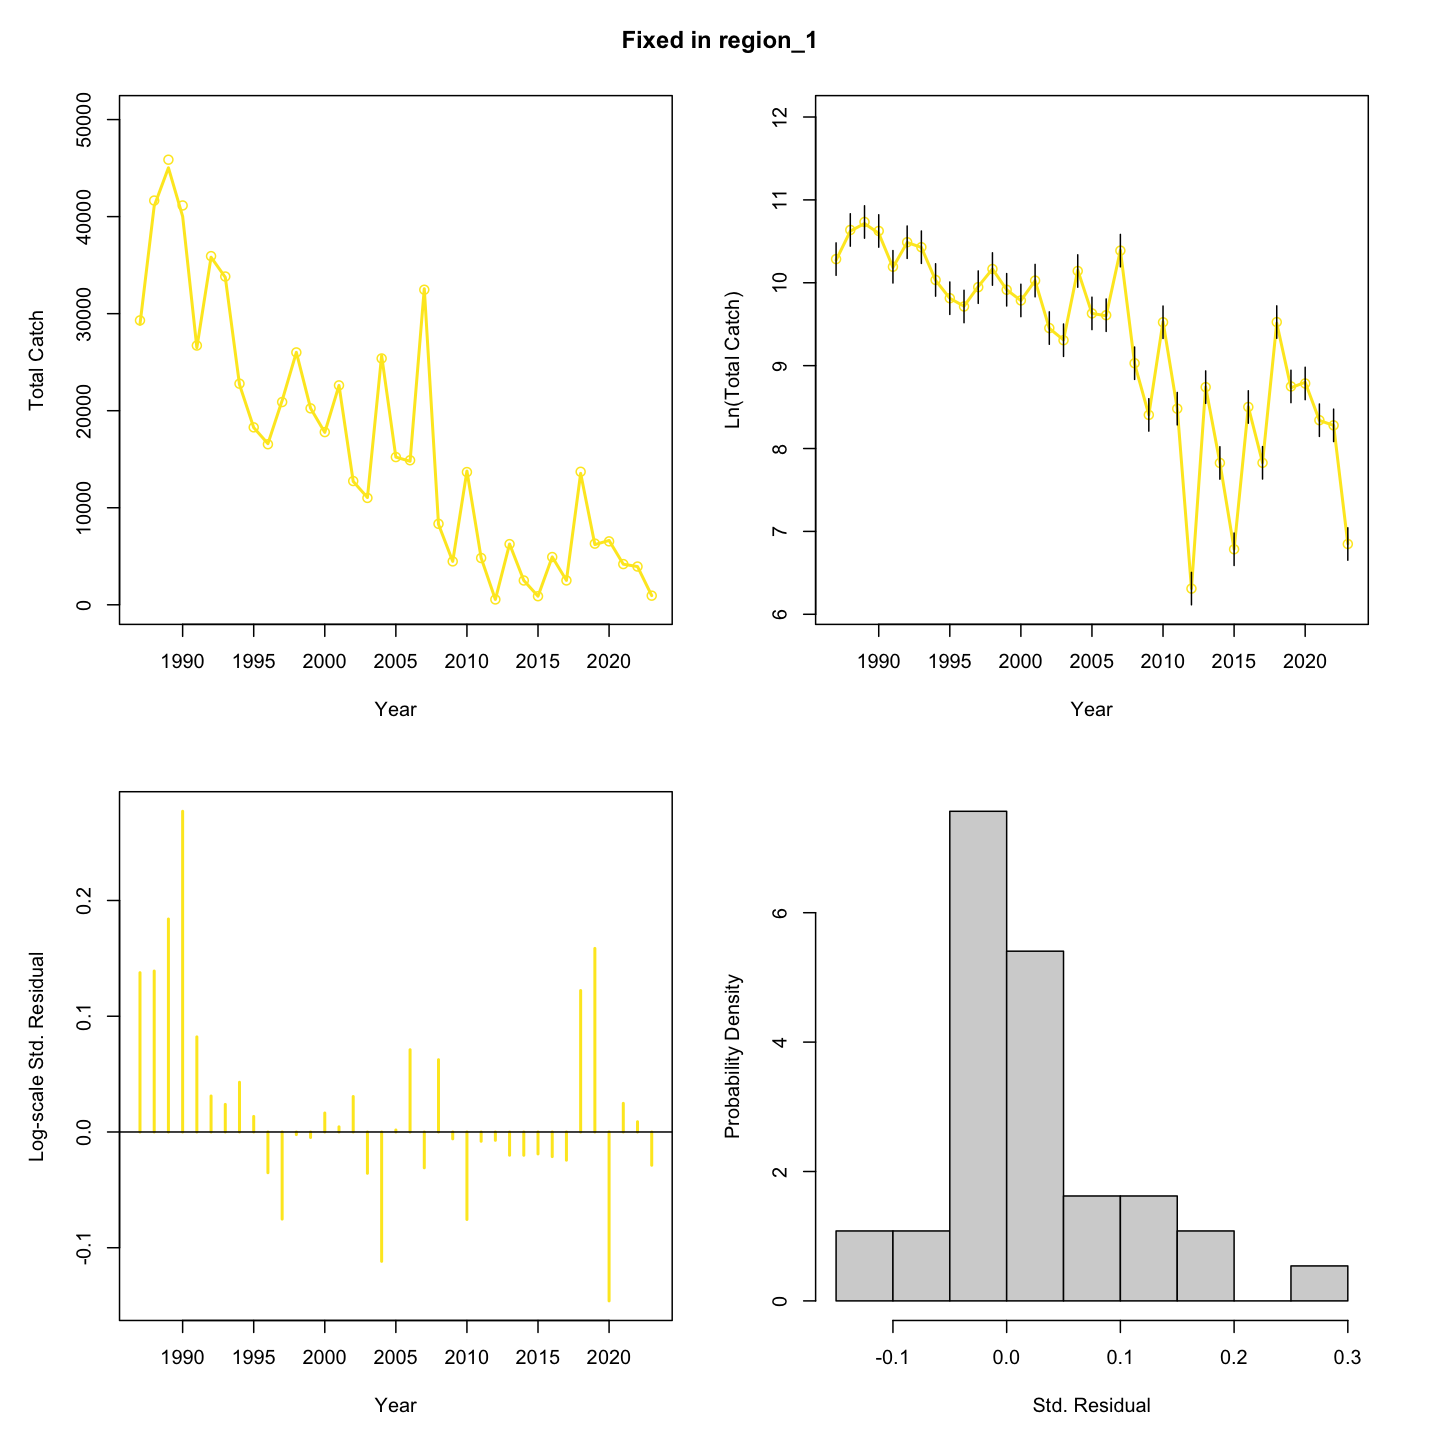 Fixed in region_1
Total Catch
0 10000 20000 30000 40000 50000
1990 1995 2000 2005 2010 2015 2020
Year
Ln(Total Catch)
6 7 8 9 10 11 12
1990 1995 2000 2005 2010 2015 2020
Year
Log-scale Std. Residual
-0.1 0.0 0.1 0.2
1990 1995 2000 2005 2010 2015 2020
Year
Probability Density
0 2 4 6
-0.1 0.0 0.1 0.2 0.3
Std. Residual